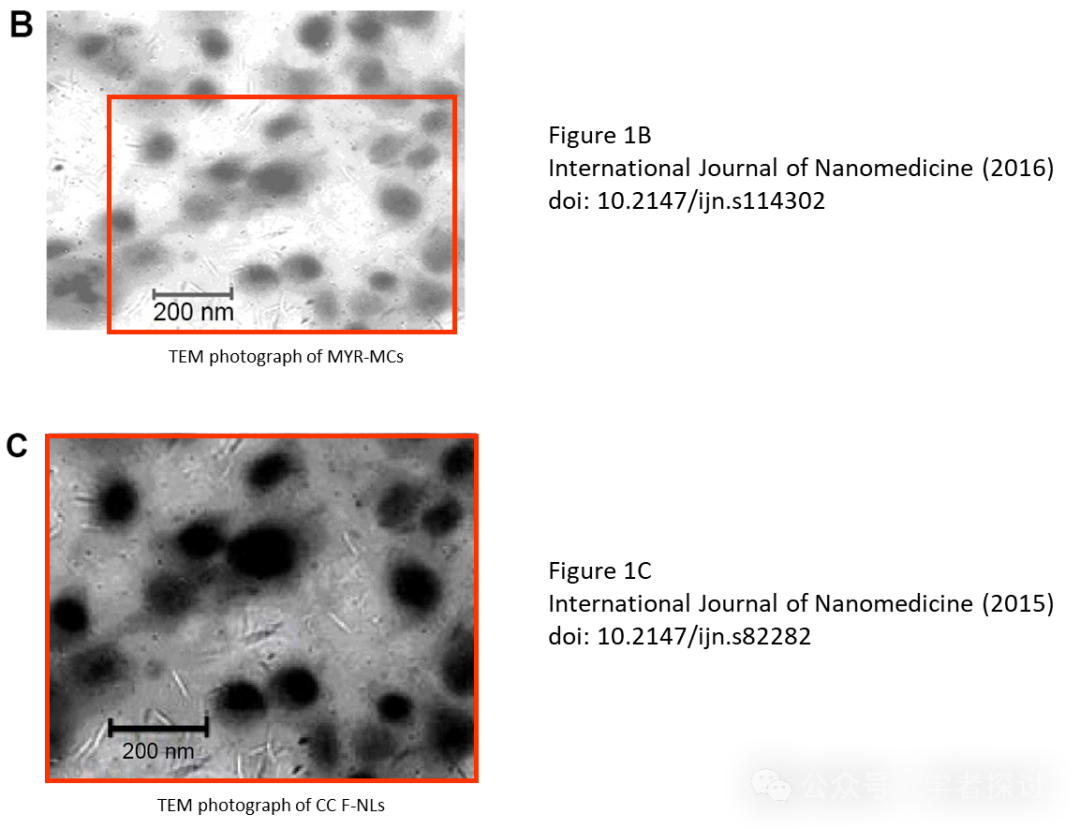 B
Figure 1B
International Journal of Nanomedicine (2016)
doi: 10.2147/ijn.s114302
200 nm
TEM photograph of MYR-MCs
C
Figure 1C
International Journal of Nanomedicine (2015)
doi: 10.2147/ijn.s82282
200 nm
TEM photograph of CC F-NLs
公众号 学者探讨